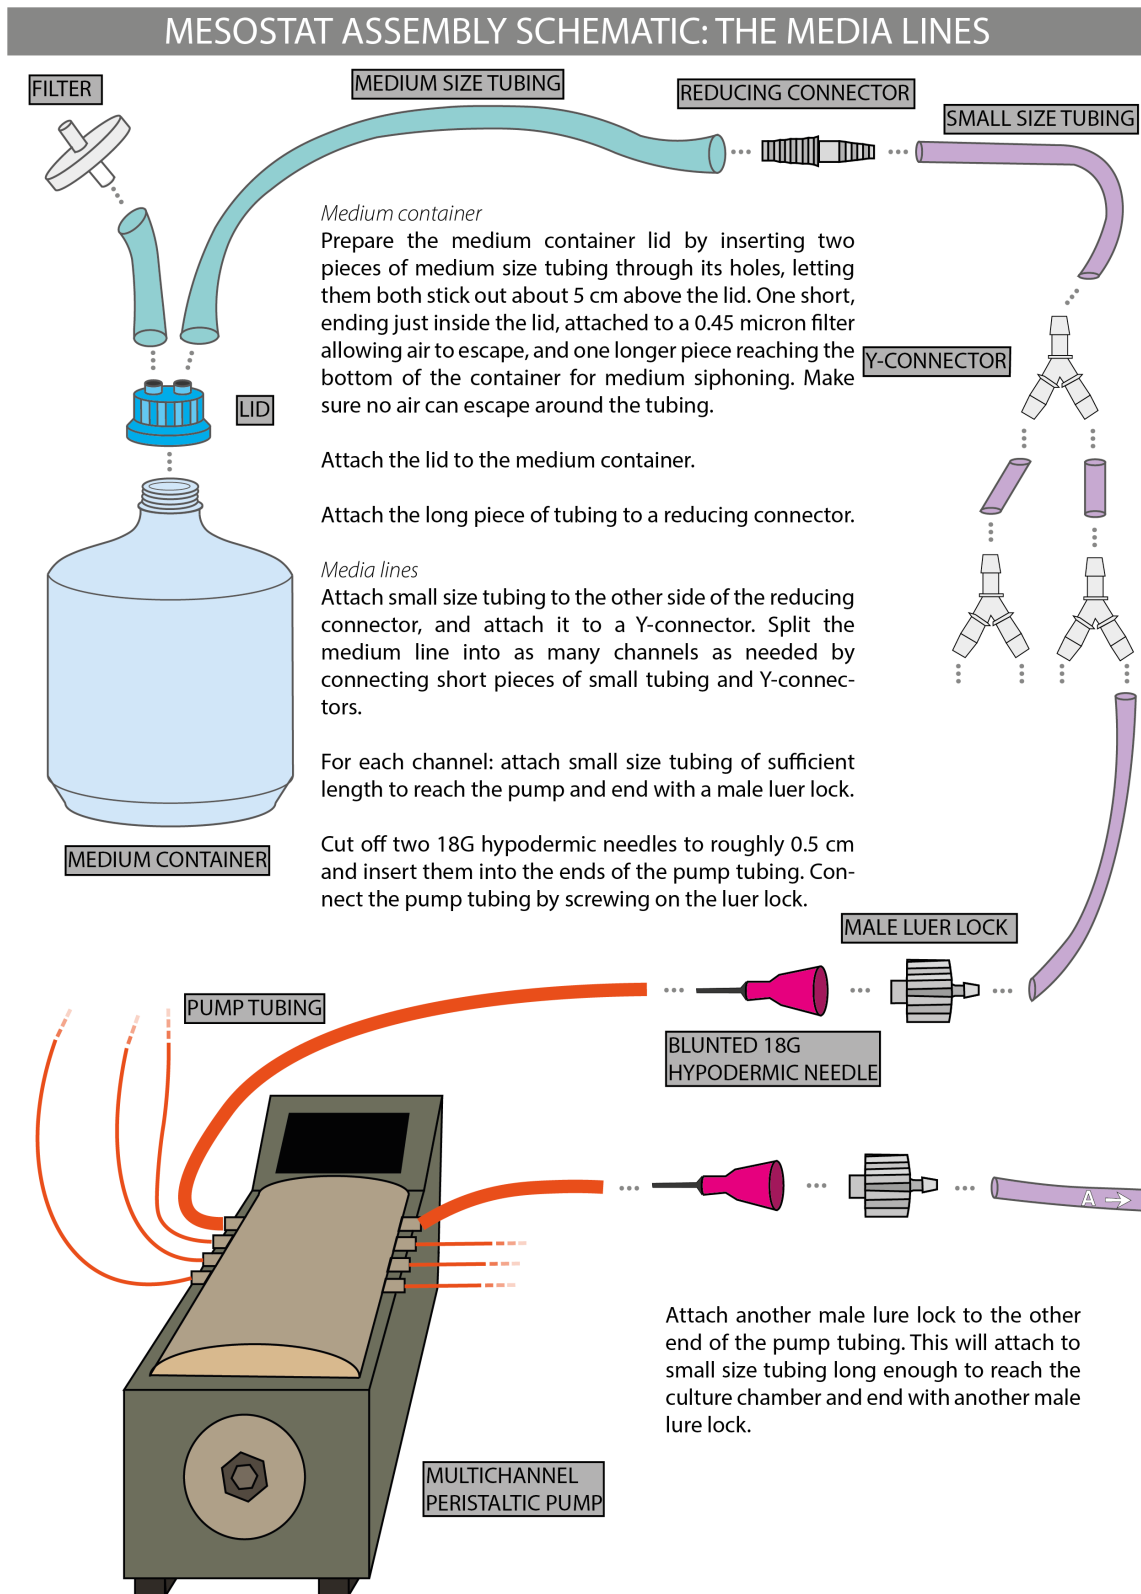 MESOSTAT ASSEMBLY SCHEMATIC: THE MEDIA LINES
FILTER
MEDIUM SIZE TUBING
REDUCING CONNECTOR
SMALL SIZE TUBING
Medium container
Prepare the medium container lid by inserting two
pieces of medium size tubing through its holes, letting
them both stick out about 5 cm above the lid. One short,
ending just inside the lid, attached to a 0.45 micron filter
allowing air to escape, and one longer piece reaching the
bottom of the container for medium siphoning. Make
sure no air can escape around the tubing.
Y-CONNECTOR
LID
Attach the lid to the medium container.
Attach the long piece of tubing to a reducing connector.
Media lines
Attach small size tubing to the other side of the reducing
connector, and attach it to a Y-connector. Split the
medium line into as many channels as needed by
connecting short pieces of small tubing and Y-connec-
tors.
For each channel: attach small size tubing of sufficient
length to reach the pump and end with a male luer lock.
MEDIUM CONTAINER
Cut off two 18G hypodermic needles to roughly 0.5 cm
and insert them into the ends of the pump tubing. Con-
nect the pump tubing by screwing on the luer lock.
MALE LUER LOCK
PUMP TUBING
BLUNTED 18G
HYPODERMIC NEEDLE
A
Attach another male lure lock to the other
end of the pump tubing. This will attach to
small size tubing long enough to reach the
culture chamber and end with another male
lure lock.
MULTICHANNEL
PERISTALTIC PUMP